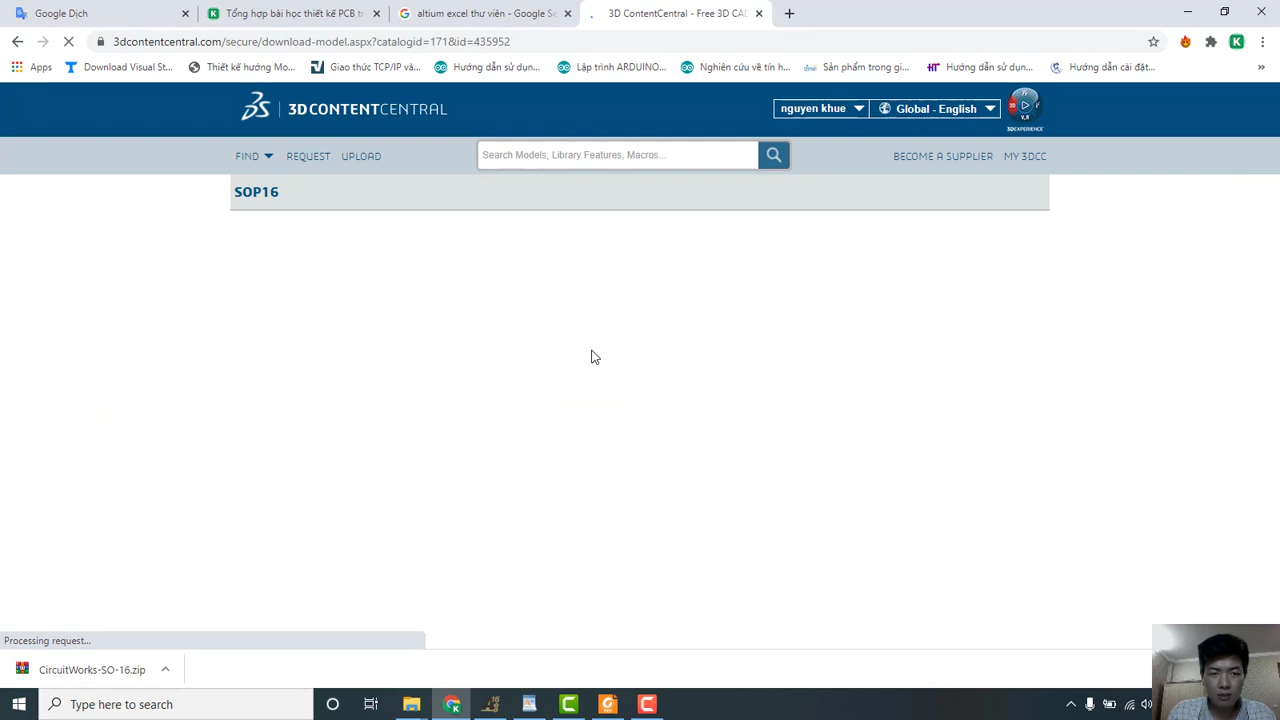 Google Dịch
Tổng hợp bài học thiết kế PCB tr
altium excel thư viên - Google Se
3D ContentCentral - Free 3D CAD
3dcontentcentral.com/secure/download-model.aspx?catalogid=171&id=435952
Apps
Download Visual St...
Thiết kế hướng Mo...
Giao thức TCP/IP và...
Hướng dẫn sử dụn...
Lập trình ARDUINO...
Nghiên cứu về tín h...
Sản phẩm trong gi...
Hướng dẫn sử dụn...
Hướng dẫn cài đặt...
3DCONTENTCENTRAL
nguyen khue
Global - English
3DEXPERIENCE
FIND
REQUEST
UPLOAD
Search Models, Library Features, Macros...
BECOME A SUPPLIER
MY 3DCC
SOP16
Processing request...
CircuitWorks-SO-16.zip
Type here to search